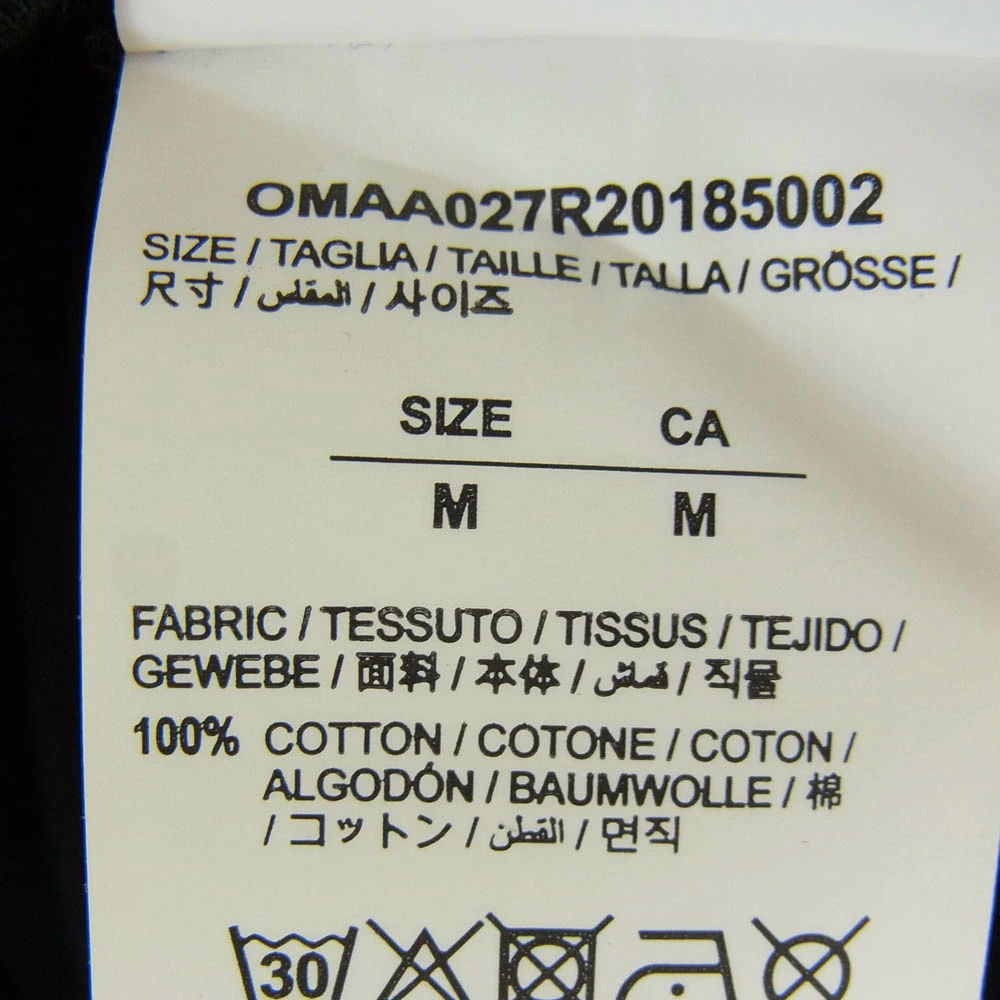 OMAA027R20185002
SIZE / TAGLIA / TAILLE / TALLA / GRÖSSE /
尺寸 / المقاس / 사이즈
SIZE CA
M M
FABRIC / TESSUTO / TISSUS / TEJIDO /
GEWEBE / 面料 / 本体 / قماش / 직물
100% COTTON / COTONE / COTON /
ALGODÓN / BAUMWOLLE / 棉
/ コットン / القطن / 면직
30